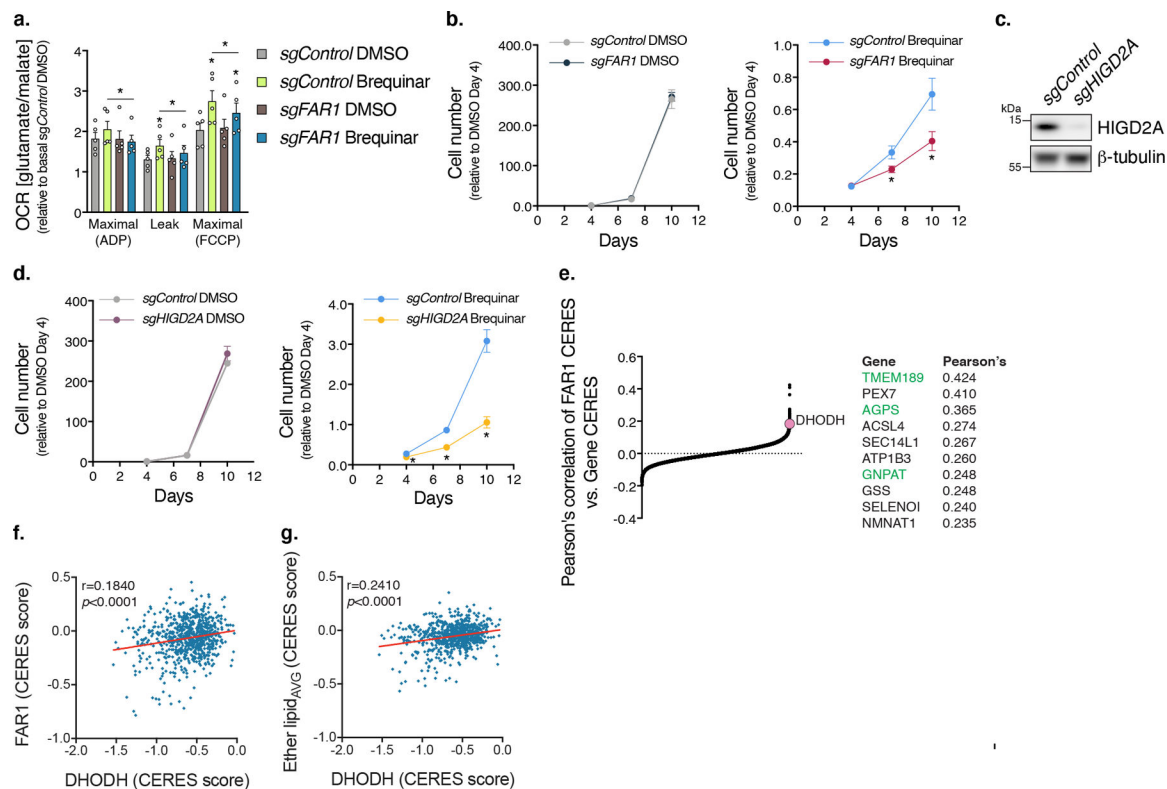 a.
OCR [glutamate/malate]
(relative to basal sgControl DMSO)
4
3
2
1
0
*
*
*
*
*
*
*
Maximal
(ADP)
Leak
Maximal
(FCCP)
sgControl DMSO
sgControl Brequinar
sgFAR1 DMSO
sgFAR1 Brequinar
b.
Cell number
(relative to DMSO Day 4)
400.0
300.0
200.0
100.0
0.0
0 2 4 6 8 10 12
Days
sgControl DMSO
sgFAR1 DMSO
Cell number
(relative to DMSO Day 4)
1.0
0.8
0.6
0.4
0.2
0.0
0 2 4 6 8 10 12
Days
sgControl Brequinar
sgFAR1 Brequinar
*
*
c.
sgControl
sgHIGD2A
kDa
15
HIGD2A
55
β-tubulin
d.
Cell number
(relative to DMSO Day 4)
400
300
200
100
0
0 2 4 6 8 10 12
Days
sgControl DMSO
sgHIGD2A DMSO
Cell number
(relative to DMSO Day 4)
4.0
3.0
2.0
1.0
0.0
0 2 4 6 8 10 12
Days
sgControl Brequinar
sgHIGD2A Brequinar
*
*
*
e.
Pearson's correlation of FAR1 CERES
vs. Gene CERES
0.6
0.4
0.2
0.0
-0.2
-0.4
DHODH
Gene Pearson's
TMEM189 0.424
PEX7 0.410
AGPS 0.365
ACSL4 0.274
SEC14L1 0.267
ATP1B3 0.260
GNPAT 0.248
GSS 0.248
SELENOI 0.240
NMNAT1 0.235
f.
FAR1 (CERES score)
0.5
0.0
-0.5
-1.0
r=0.1840
p<0.0001
-2.0 -1.5 -1.0 -0.5 0.0
DHODH (CERES score)
g.
Ether lipidAVG (CERES score)
0.5
0.0
-0.5
-1.0
r=0.2410
p<0.0001
-2.0 -1.5 -1.0 -0.5 0.0
DHODH (CERES score)